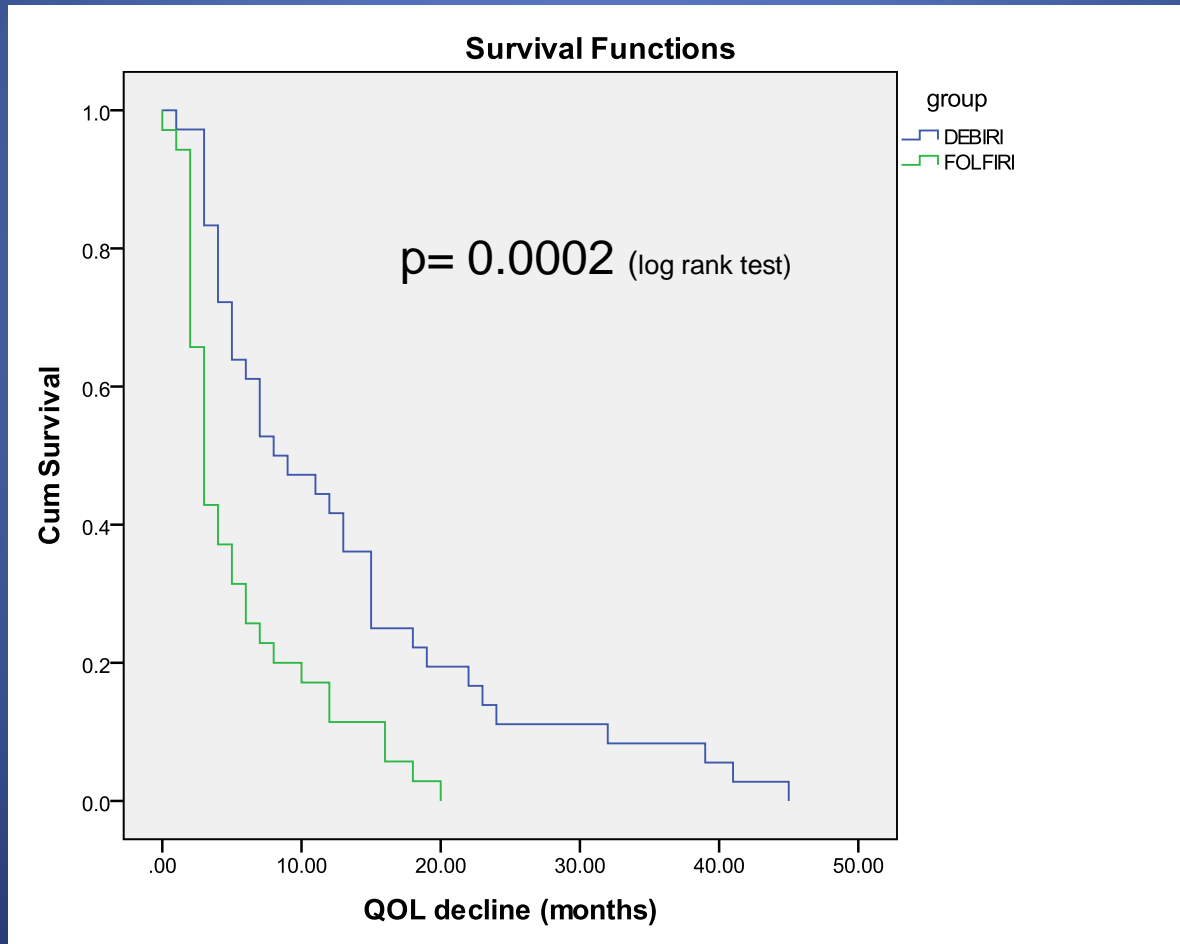 Survival Functions
group
DEBIRI
FOLFIRI
p= 0.0002 (log rank test)
Cum Survival
1.0
0.8
0.6
0.4
0.2
0.0
.00 10.00 20.00 30.00 40.00 50.00
QOL decline (months)